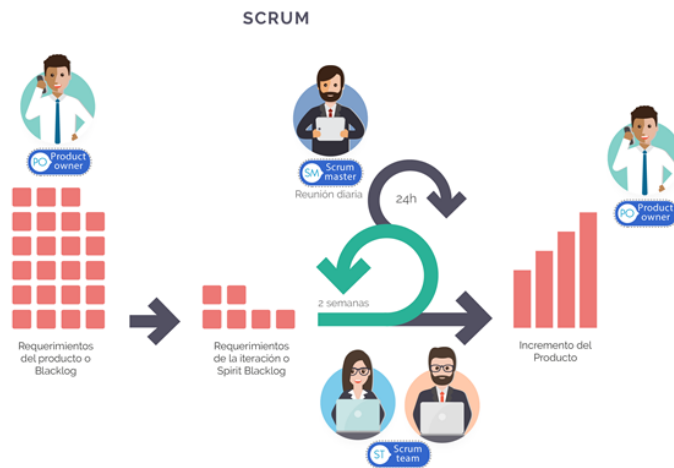 SCRUM
PO Product
owner
SM Scrum
master
Reunión diaria
24h
PO Product
owner
2 semanas
Requerimientos
del producto o
Blacklog
Requerimientos
de la iteración o
Spirit Blacklog
Incremento del
Producto
ST Scrum
team